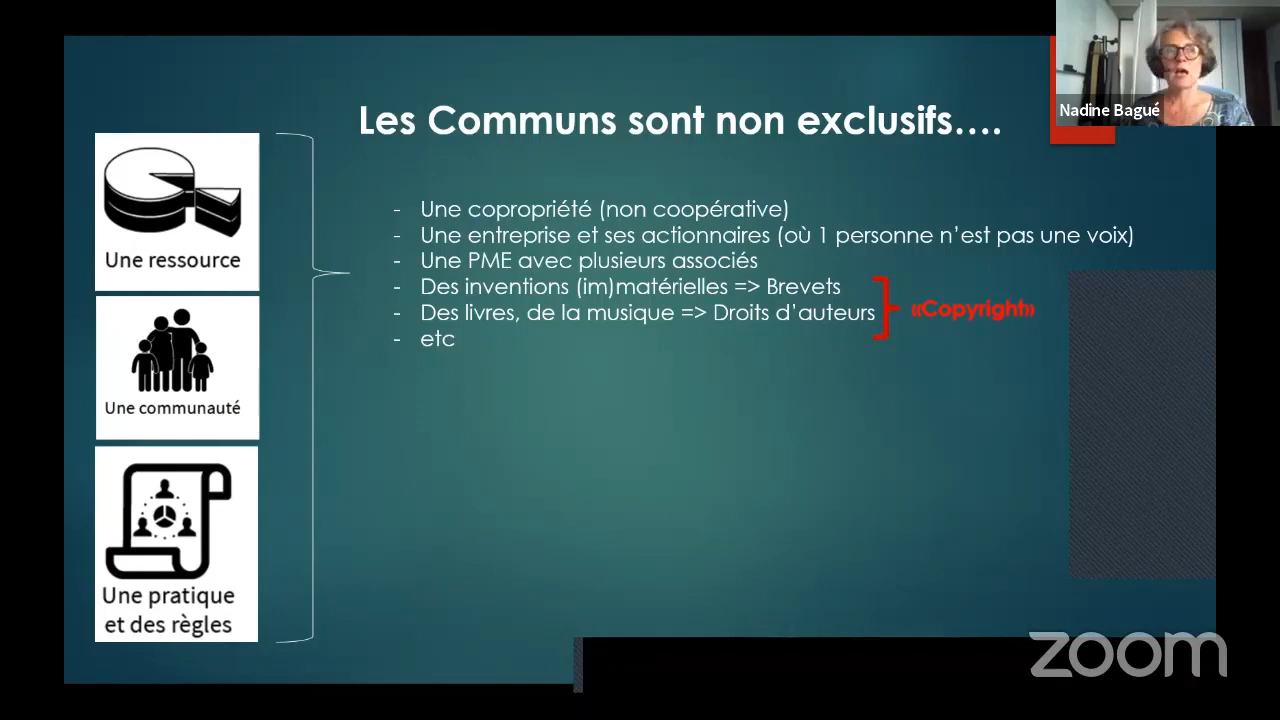 Nadine Bagué
Les Communs sont non exclusifs....
Une ressource
Une communauté
Une pratique
et des règles
- Une copropriété (non coopérative)
- Une entreprise et ses actionnaires (où 1 personne n’est pas une voix)
- Une PME avec plusieurs associés
- Des inventions (im)matérielles => Brevets
- Des livres, de la musique => Droits d’auteurs
- etc
«Copyright»
zoom